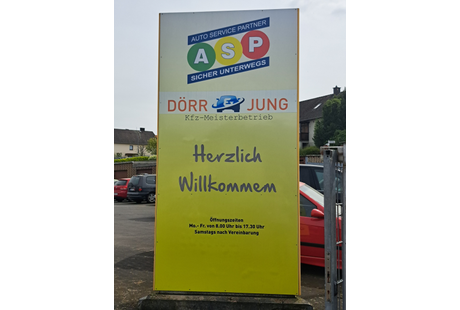 AUTO SERVICE PARTNER
ASP
SICHER UNTERWEGS
DÖRR & JUNG
Kfz-Meisterbetrieb
Herzlich
Willkommem
Öffnungszeiten
Mo.- Fr. von 8.00 Uhr bis 17.30 Uhr
Samstags nach Vereinbarung